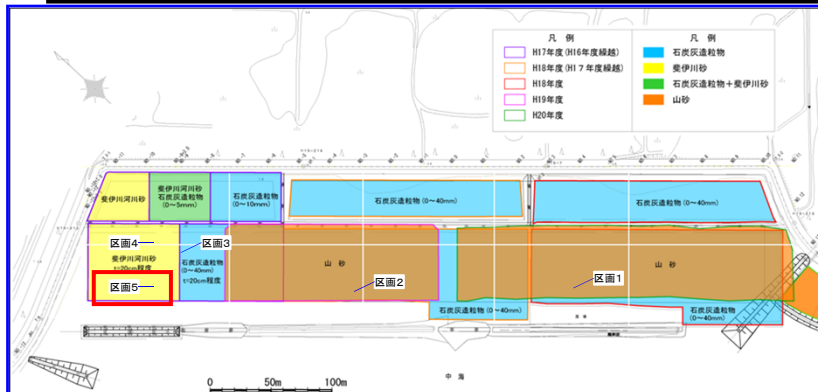 凡 例
H17年度(H16年度繰越)
H18年度(H17年度繰越)
H18年度
H19年度
H20年度
凡 例
石炭灰造粒物
斐伊川砂
石炭灰造粒物+斐伊川砂
山砂
斐伊川河川砂
斐伊川河川砂
石炭灰造粒物
(0～5mm)
石炭灰造粒物
(0～10mm)
石炭灰造粒物(0～40mm)
石炭灰造粒物(0～40mm)
区画4
斐伊川河川砂
t=20cm程度
区画5
区画3
石炭灰造粒物
(0～40mm)
t=20cm程度
山 砂
区画2
山 砂
区画1
石炭灰造粒物(0～40mm)
石炭灰造粒物
(0～40mm)
中 海
0 50m 100m